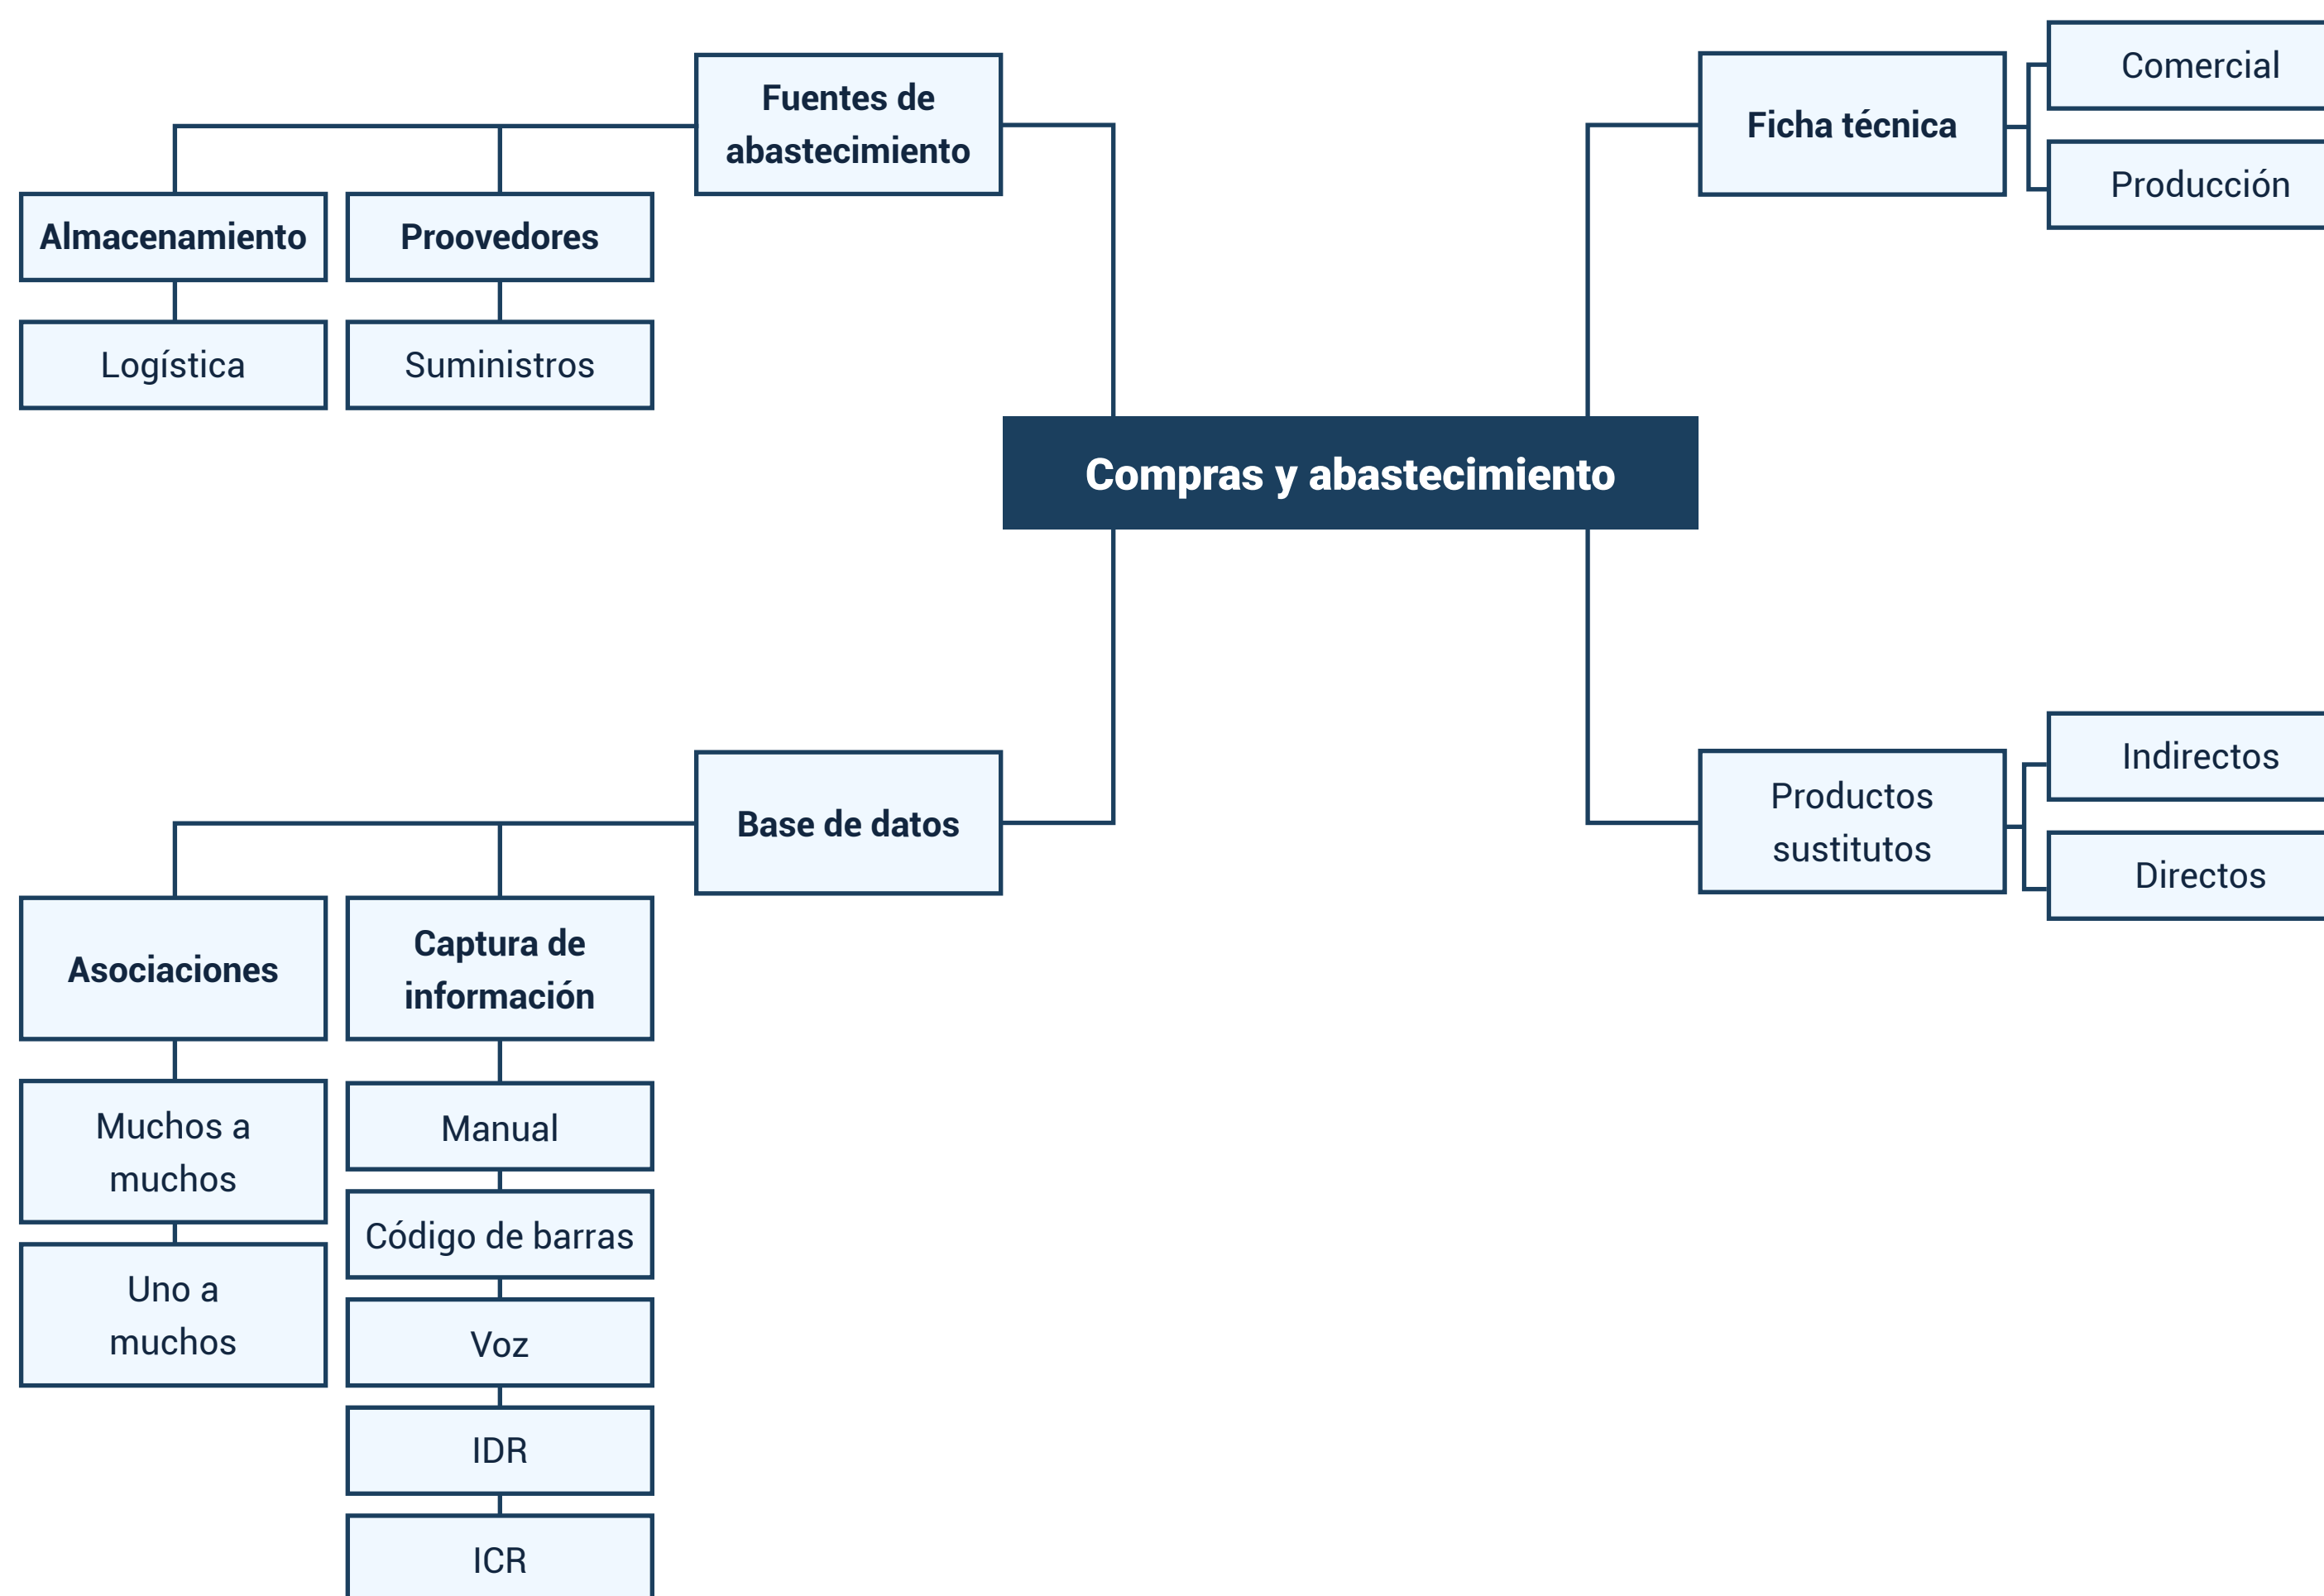 Fuentes de
abastecimiento
Almacenamiento
Proovedores
Logística
Suministros
Ficha técnica
Comercial
Producción
Compras y abastecimiento
Base de datos
Asociaciones
Captura de
información
Muchos a
muchos
Uno a
muchos
Manual
Código de barras
Voz
IDR
ICR
Productos
sustitutos
Indirectos
Directos